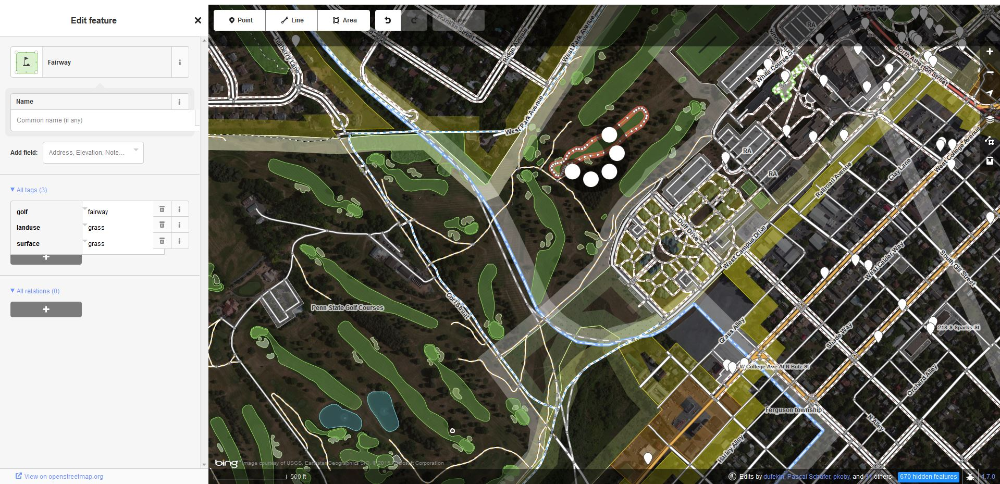 Edit feature
Fairway
Name
Common name (if any)
Add field:
Address, Elevation, Note...
All tags (3)
golf
fairway
landuse
grass
surface
grass
+
All relations (0)
+
View on openstreetmap.org
Point
Line
Area
Save
Franklin Street
Teaberry Lane
Ridge Avenue
West Park Avenue
West Park Avenue
Au Bon Pain
RA
White Course Drive South
North Atherton Street
RA
RA
Railroad Avenue
Clay Lane
West College Avenue
Duff Drive
West Campus Drive
West Calder Way
South Gill Street
Corl Street
Penn State Golf Courses
Grass Alley
Shade Way
218 S Sparks St
W College Ave At N Butz St
Orchard Alley
Ferguson township
N Alley
Harley Alley
bing
Image courtesy of USGS, Earthstar Geographics SIO, © 2015 Microsoft Corporation
500 ft
Edits by dufekin, Pascal Schäfer, pkoby, and 31 others
670 hidden features
1.7.0